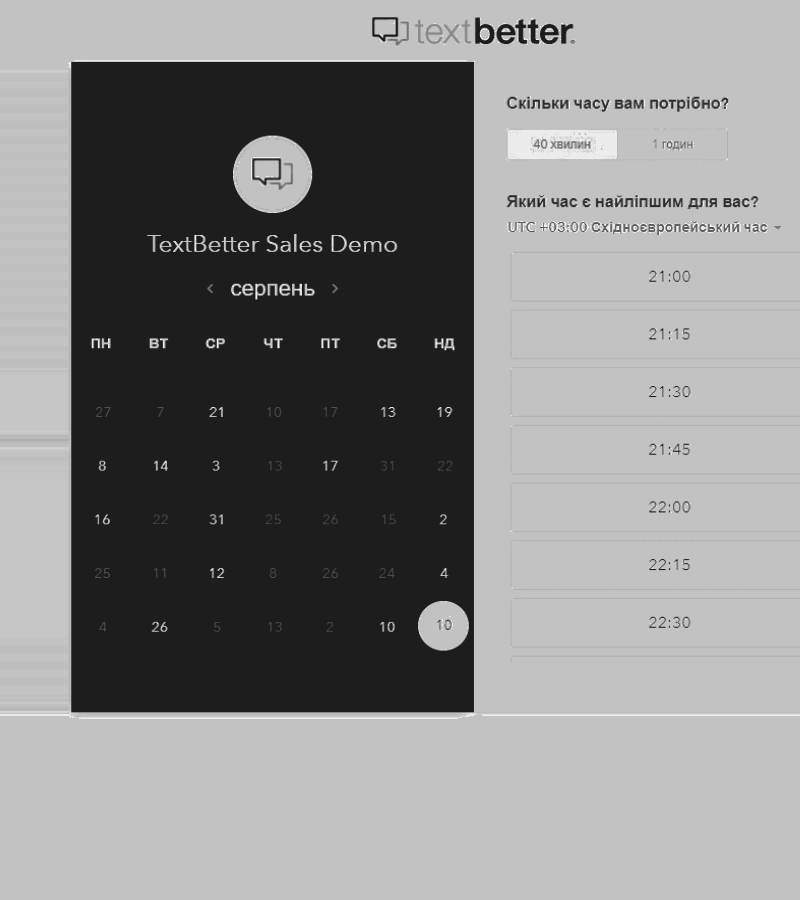 textbetter.
TextBetter Sales Demo
‹ серпень ›
ПН ВТ СР ЧТ ПТ СБ НД
27 7 21 10 17 13 19
8 14 3 13 17 31 22
16 22 31 25 26 15 2
25 11 12 8 26 24 4
4 26 5 13 2 10 10
Скільки часу вам потрібно?
40 хвилин 1 годин
Який час є найліпшим для вас?
UTC +03:00 Східноєвропейський час
21:00
21:15
21:30
21:45
22:00
22:15
22:30